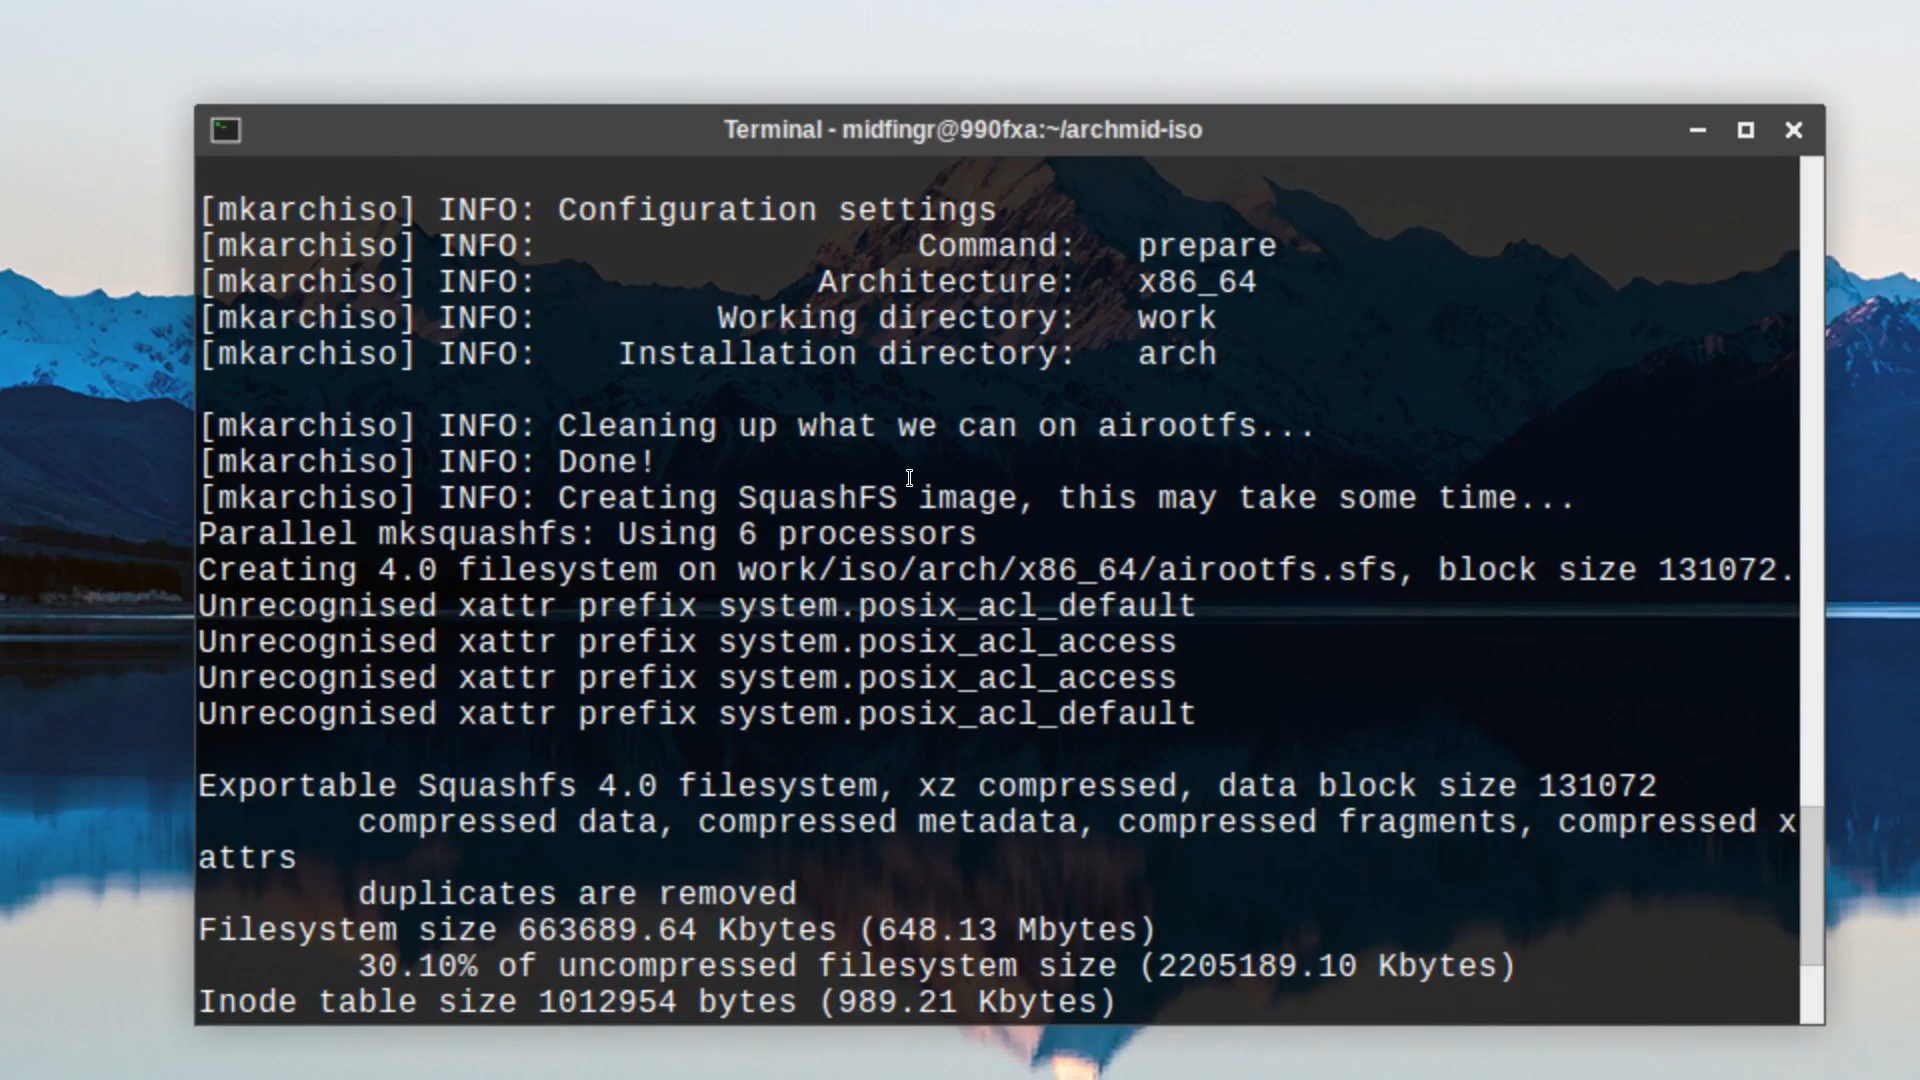 Terminal - midfingr@990fxa:~/archmid-iso
[mkarchiso] INFO: Configuration settings
[mkarchiso] INFO:                   Command:   prepare
[mkarchiso] INFO:              Architecture:   x86_64
[mkarchiso] INFO:         Working directory:   work
[mkarchiso] INFO:    Installation directory:   arch
[mkarchiso] INFO: Cleaning up what we can on airootfs...
[mkarchiso] INFO: Done!
[mkarchiso] INFO: Creating SquashFS image, this may take some time...
Parallel mksquashfs: Using 6 processors
Creating 4.0 filesystem on work/iso/arch/x86_64/airootfs.sfs, block size 131072.
Unrecognised xattr prefix system.posix_acl_default
Unrecognised xattr prefix system.posix_acl_access
Unrecognised xattr prefix system.posix_acl_access
Unrecognised xattr prefix system.posix_acl_default
Exportable Squashfs 4.0 filesystem, xz compressed, data block size 131072
        compressed data, compressed metadata, compressed fragments, compressed x
attrs
        duplicates are removed
Filesystem size 663689.64 Kbytes (648.13 Mbytes)
        30.10% of uncompressed filesystem size (2205189.10 Kbytes)
Inode table size 1012954 bytes (989.21 Kbytes)